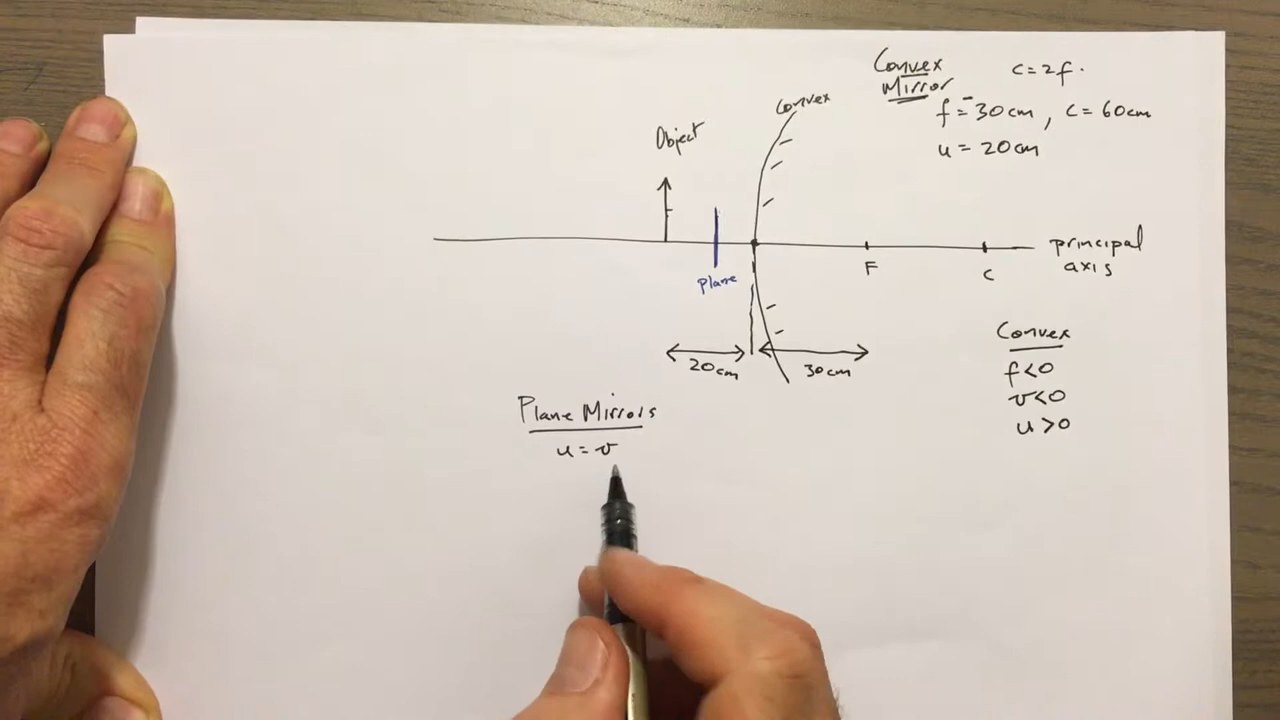 Convex
Mirror
c=2f.
f=-30cm, c=60cm
u=20cm
Convex
Object
plane
F
C
principal
axis
20cm
30cm
Convex
f<0
v<0
u>0
Plane Mirrors
u=v